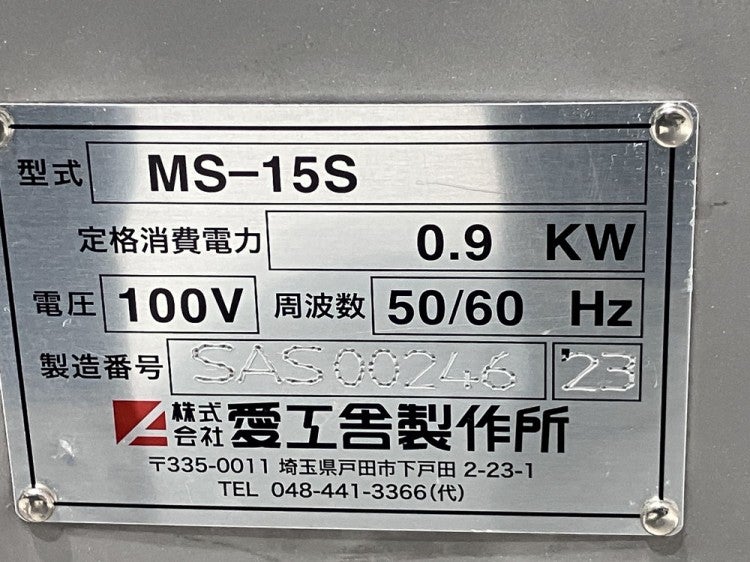 型式 MS-15S
定格消費電力 0.9 KW
電圧 100V 周波数 50/60 Hz
製造番号 SAS00246 '23
株式会社 愛工舎製作所
〒335-0011 埼玉県戸田市下戸田 2-23-1
TEL 048-441-3366(代)